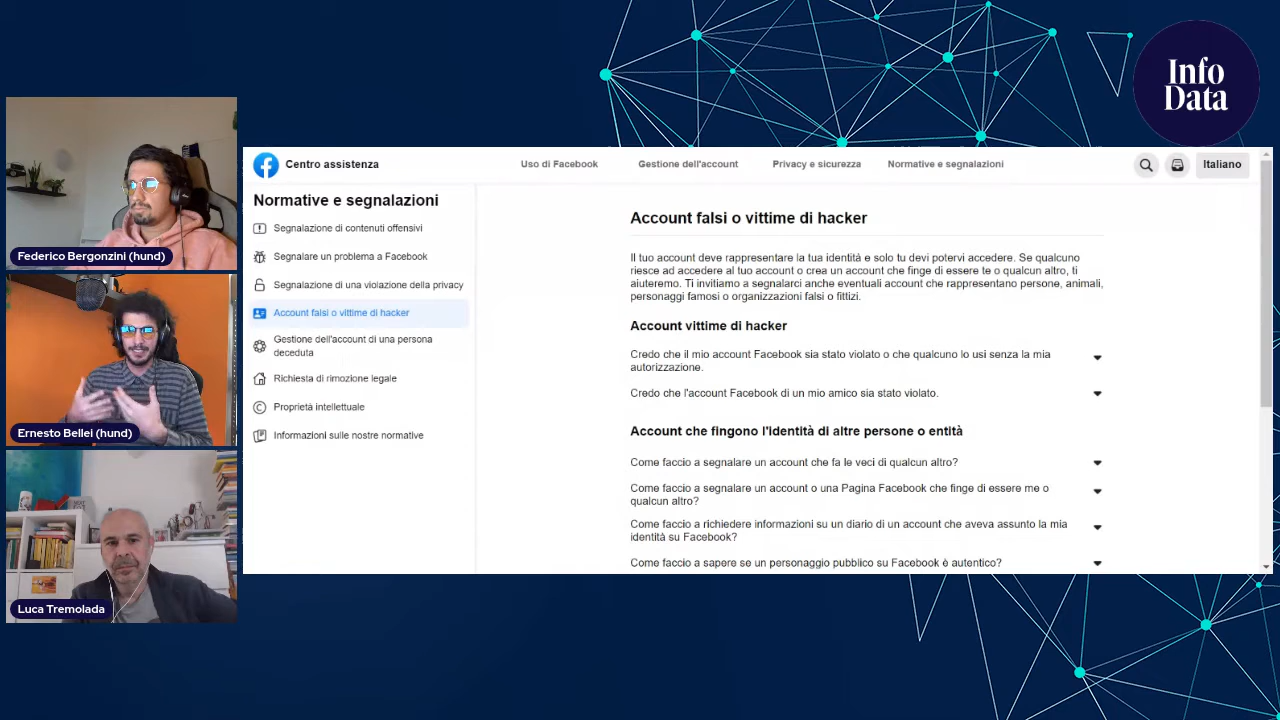 Info
Data
Federico Bergonzini (hund)
Ernesto Bellei (hund)
Luca Tremolada
Centro assistenza
Uso di Facebook
Gestione dell'account
Privacy e sicurezza
Normative e segnalazioni
Italiano
Normative e segnalazioni
Segnalazione di contenuti offensivi
Segnalare un problema a Facebook
Segnalazione di una violazione della privacy
Account falsi o vittime di hacker
Gestione dell'account di una persona
deceduta
Richiesta di rimozione legale
Proprietà intellettuale
Informazioni sulle nostre normative
Account falsi o vittime di hacker
Il tuo account deve rappresentare la tua identità e solo tu devi potervi accedere. Se qualcuno
riesce ad accedere al tuo account o crea un account che finge di essere te o qualcun altro, ti
aiuteremo. Ti invitiamo a segnalarci anche eventuali account che rappresentano persone, animali,
personaggi famosi o organizzazioni falsi o fittizi.
Account vittime di hacker
Credo che il mio account Facebook sia stato violato o che qualcuno lo usi senza la mia
autorizzazione.
Credo che l'account Facebook di un mio amico sia stato violato.
Account che fingono l'identità di altre persone o entità
Come faccio a segnalare un account che fa le veci di qualcun altro?
Come faccio a segnalare un account o una Pagina Facebook che finge di essere me o
qualcun altro?
Come faccio a richiedere informazioni su un diario di un account che aveva assunto la mia
identità su Facebook?
Come faccio a sapere se un personaggio pubblico su Facebook è autentico?